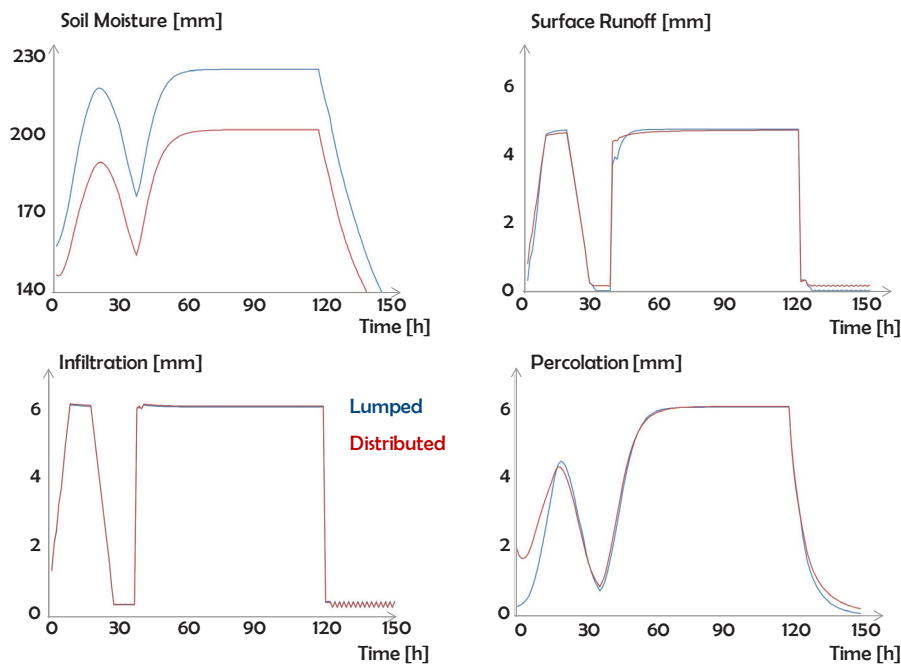 Soil Moisture [mm]
230
200
170
140
0 30 60 90 120 150
Time [h]
Surface Runoff [mm]
6
4
2
0
0 30 60 90 120 150
Time [h]
Infiltration [mm]
6
4
2
0
0 30 60 90 120 150
Time [h]
Lumped
Distributed
Percolation [mm]
6
4
2
0
0 30 60 90 120 150
Time [h]